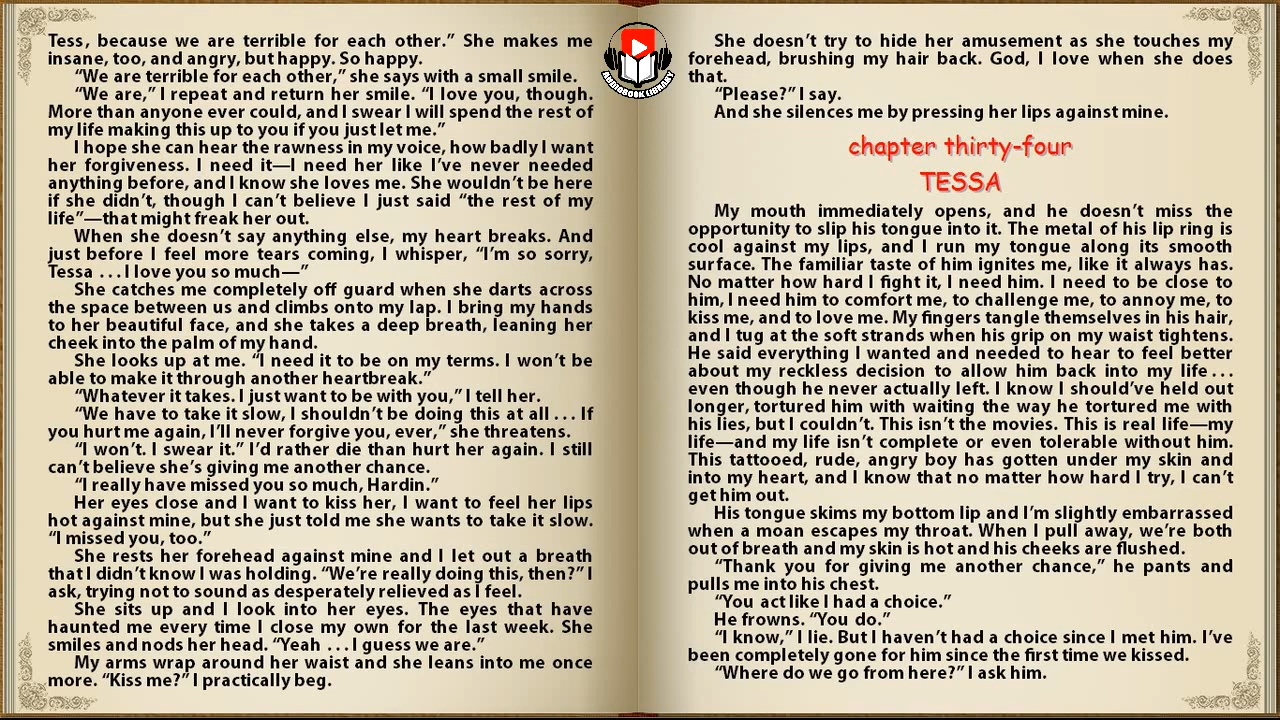 Tess, because we are terrible for each other.” She makes me
insane, too, and angry, but happy. So happy.
“We are terrible for each other,” she says with a small smile.
“We are,” I repeat and return her smile. “I love you, though.
More than anyone ever could, and I swear I will spend the rest of
my life making this up to you if you just let me.”
I hope she can hear the rawness in my voice, how badly I want
her forgiveness. I need it—I need her like I’ve never needed
anything before, and I know she loves me. She wouldn’t be here
if she didn’t, though I can’t believe I just said “the rest of my
life”—that might freak her out.
When she doesn’t say anything else, my heart breaks. And
just before I feel more tears coming, I whisper, “I’m so sorry,
Tessa . . . I love you so much—”
She catches me completely off guard when she darts across
the space between us and climbs onto my lap. I bring my hands
to her beautiful face, and she takes a deep breath, leaning her
cheek into the palm of my hand.
She looks up at me. “I need it to be on my terms. I won’t be
able to make it through another heartbreak.”
“Whatever it takes. I just want to be with you,” I tell her.
“We have to take it slow, I shouldn’t be doing this at all . . . If
you hurt me again, I’ll never forgive you, ever,” she threatens.
“I won’t. I swear it.” I’d rather die than hurt her again. I still
can’t believe she’s giving me another chance.
“I really have missed you so much, Hardin.”
Her eyes close and I want to kiss her, I want to feel her lips
hot against mine, but she just told me she wants to take it slow.
“I missed you, too.”
She rests her forehead against mine and I let out a breath
that I didn’t know I was holding. “We’re really doing this, then?” I
ask, trying not to sound as desperately relieved as I feel.
She sits up and I look into her eyes. The eyes that have
haunted me every time I close my own for the last week. She
smiles and nods her head. “Yeah . . . I guess we are.”
My arms wrap around her waist and she leans into me once
more. “Kiss me?” I practically beg.
AUDIOBOOK LIBRARY
She doesn’t try to hide her amusement as she touches my
forehead, brushing my hair back. God, I love when she does
that.
“Please?” I say.
And she silences me by pressing her lips against mine.
chapter thirty-four
TESSA
My mouth immediately opens, and he doesn’t miss the
opportunity to slip his tongue into it. The metal of his lip ring is
cool against my lips, and I run my tongue along its smooth
surface. The familiar taste of him ignites me, like it always has.
No matter how hard I fight it, I need him. I need to be close to
him, I need him to comfort me, to challenge me, to annoy me, to
kiss me, and to love me. My fingers tangle themselves in his hair,
and I tug at the soft strands when his grip on my waist tightens.
He said everything I wanted and needed to hear to feel better
about my reckless decision to allow him back into my life . . .
even though he never actually left. I know I should’ve held out
longer, tortured him with waiting the way he tortured me with
his lies, but I couldn’t. This isn’t the movies. This is real life—my
life—and my life isn’t complete or even tolerable without him.
This tattooed, rude, angry boy has gotten under my skin and
into my heart, and I know that no matter how hard I try, I can’t
get him out.
His tongue skims my bottom lip and I’m slightly embarrassed
when a moan escapes my throat. When I pull away, we’re both
out of breath and my skin is hot and his cheeks are flushed.
“Thank you for giving me another chance,” he pants and
pulls me into his chest.
“You act like I had a choice.”
He frowns. “You do.”
“I know,” I lie. But I haven’t had a choice since I met him. I’ve
been completely gone for him since the first time we kissed.
“Where do we go from here?” I ask him.